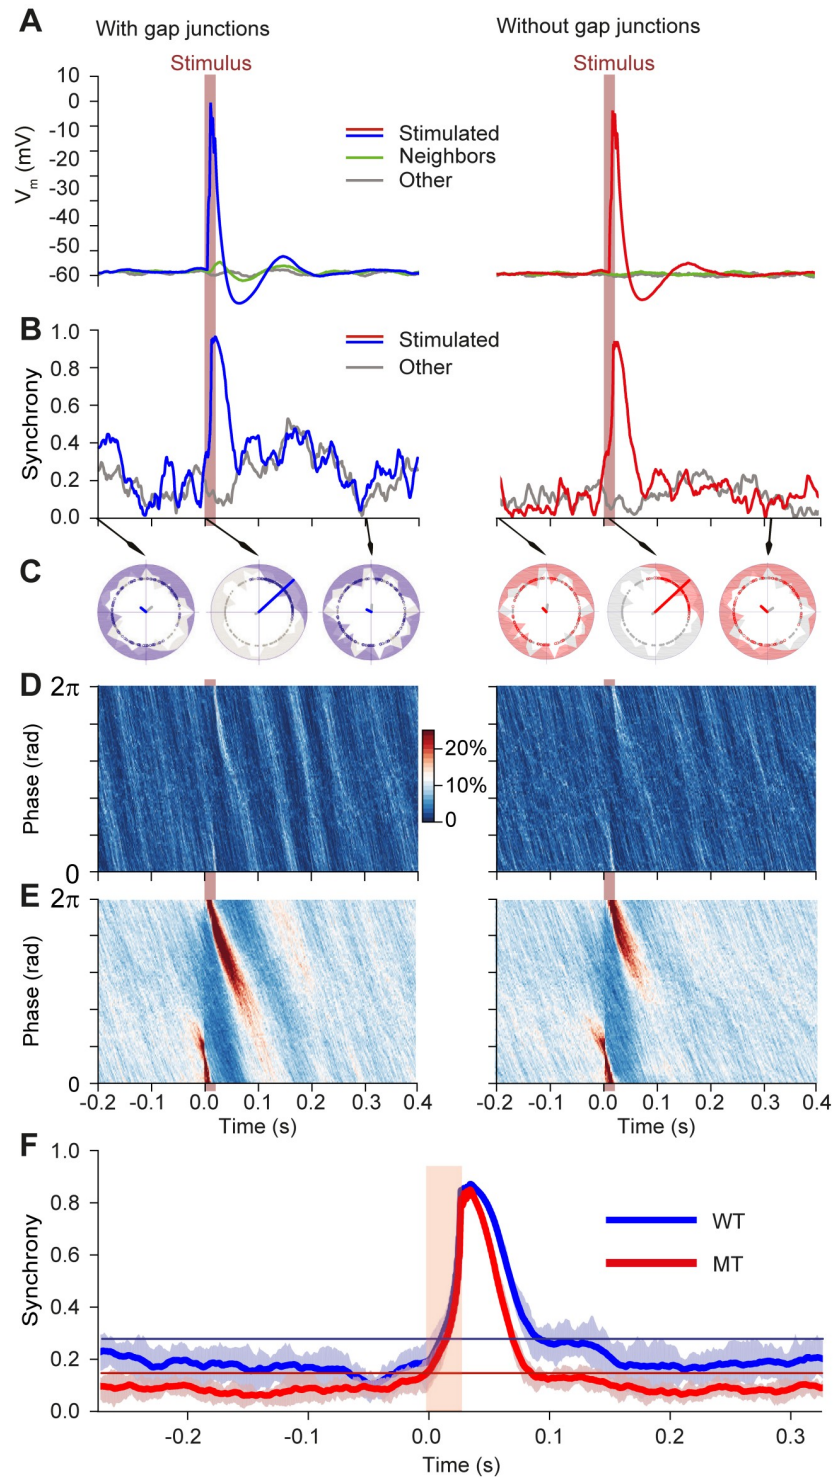 A
With gap junctions
Without gap junctions
Stimulus
Stimulus
10
0
-10
-20
-30
-40
-50
-60
Vm (mV)
Stimulated
Neighbors
Other
B
1.0
0.8
0.6
0.4
0.2
0.0
Synchrony
Stimulated
Other
C
D
2π
0
Phase (rad)
20%
10%
0
E
2π
0
Phase (rad)
-0.2 -0.1 0.0 0.1 0.2 0.3 0.4
Time (s)
-0.2 -0.1 0.0 0.1 0.2 0.3 0.4
Time (s)
F
1.0
0.8
0.6
0.4
0.2
0.0
Synchrony
WT
MT
-0.2 -0.1 0.0 0.1 0.2 0.3
Time (s)